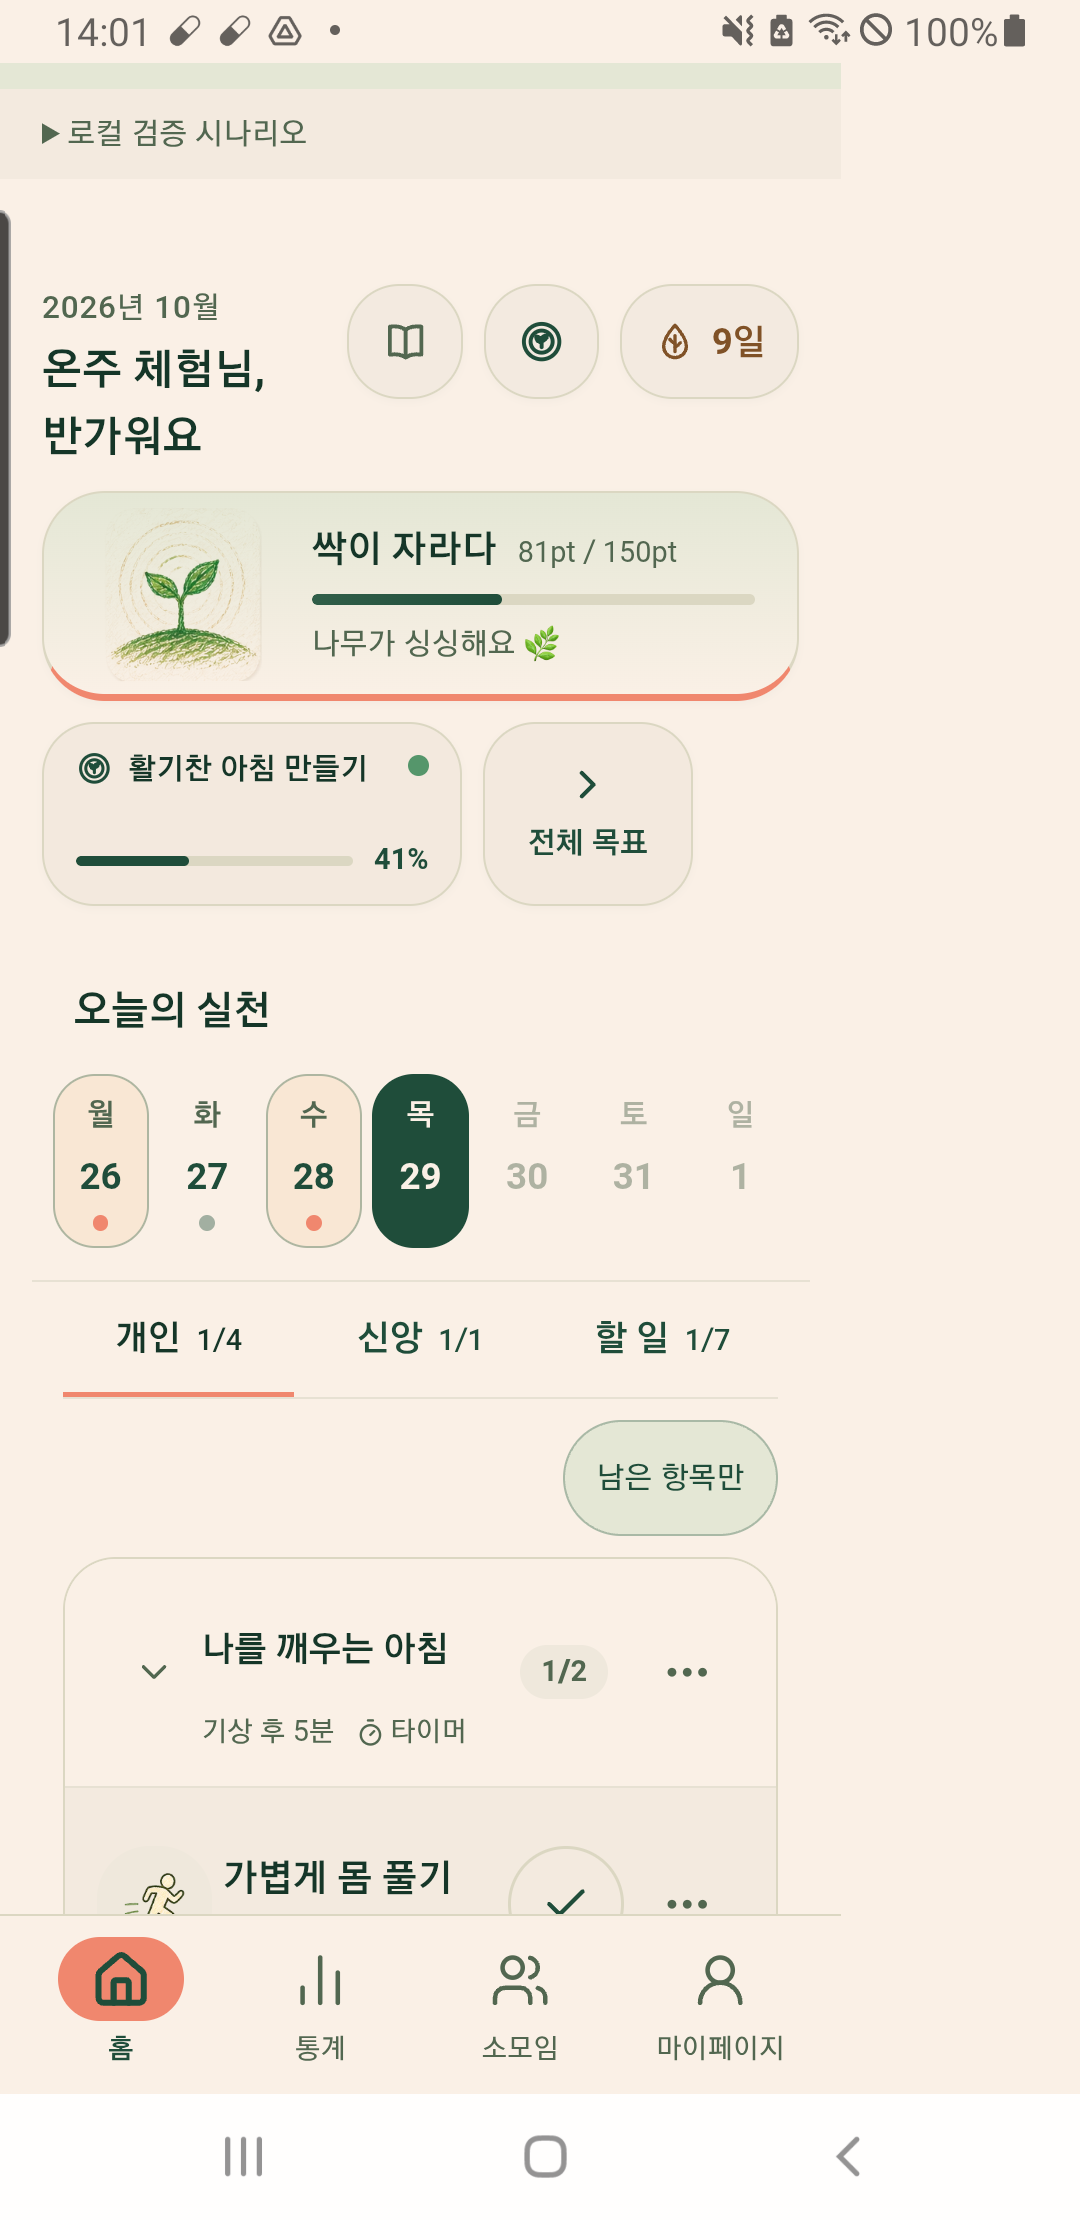 14:01
100%
▶ 로컬 검증 시나리오
2026년 10월
온주 체험님,
반가워요
9일
싹이 자라다 81pt / 150pt
나무가 싱싱해요 🌿
활기찬 아침 만들기
41%
전체 목표
오늘의 실천
월 화 수 목 금 토 일
26 27 28 29 30 31 1
개인 1/4 신앙 1/1 할 일 1/7
남은 항목만
나를 깨우는 아침
1/2
기상 후 5분 타이머
가볍게 몸 풀기
홈 통계 소모임 마이페이지